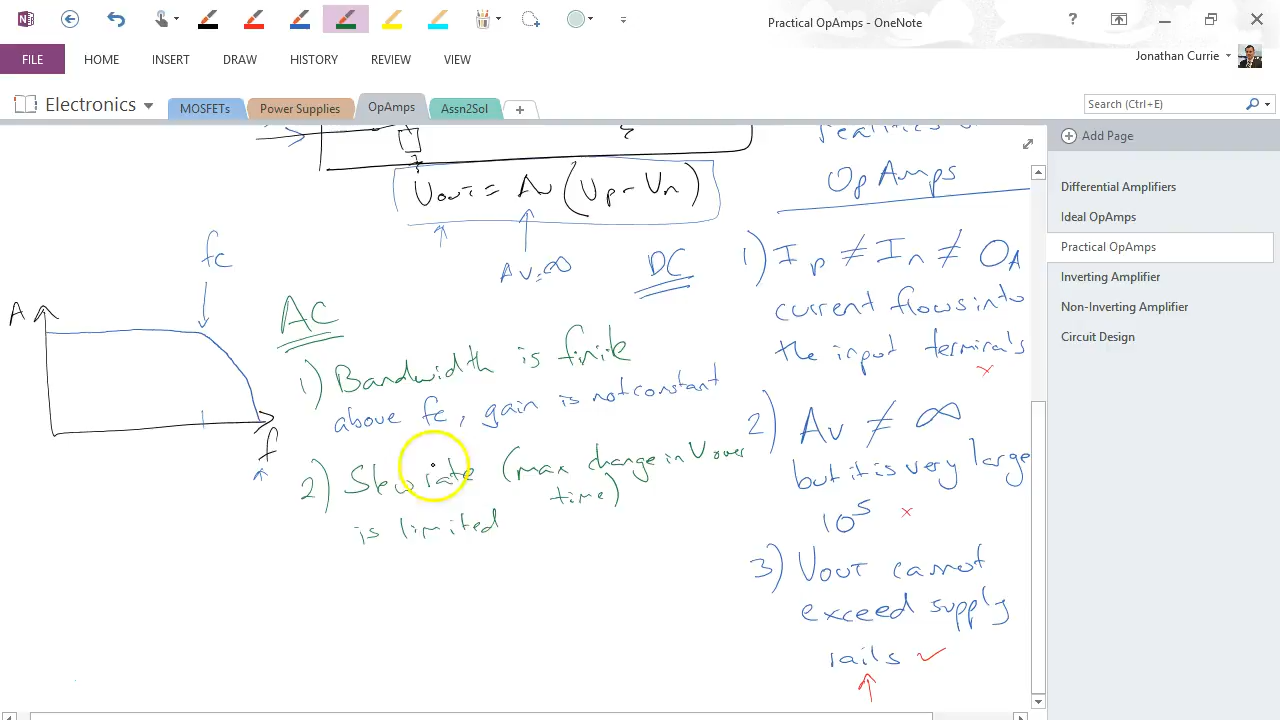 Practical OpAmps - OneNote
?
FILE
HOME
INSERT
DRAW
HISTORY
REVIEW
VIEW
Jonathan Currie
Electronics
MOSFETs
Power Supplies
OpAmps
Assn2Sol
Search (Ctrl+E)
Add Page
Differential Amplifiers
Ideal OpAmps
Practical OpAmps
Inverting Amplifier
Non-Inverting Amplifier
Circuit Design
VOUT = Av (Vp - Vn)
Av = ∞
fc
A
f
AC
1) Bandwidth is finite
above fc, gain is not constant
2) Slew rate (max change in V over
time)
is limited
DC
OpAmps
1) Ip ≠ In ≠ 0A
current flows into
the input terminals
x
2) Av ≠ ∞
but it is very large
10^5 x
3) VOUT cannot
exceed supply
rails ✓